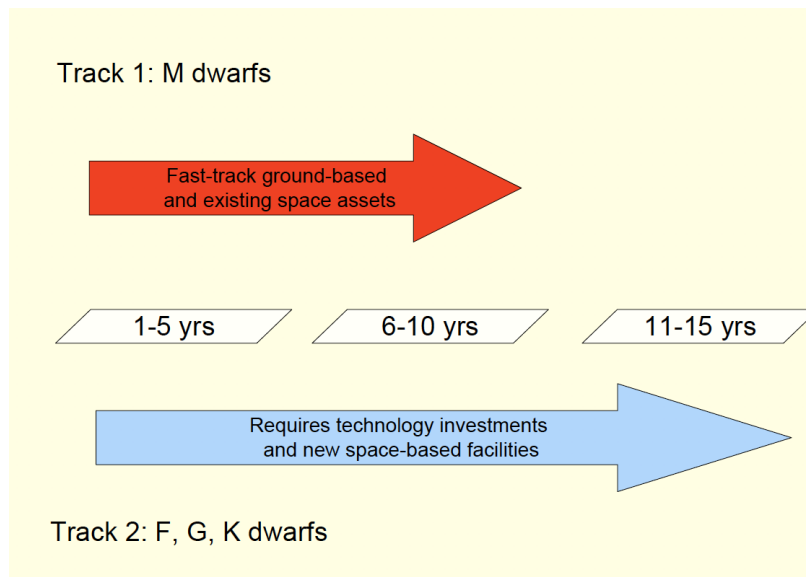 Track 1: M dwarfs
Fast-track ground-based
and existing space assets
1-5 yrs
6-10 yrs
11-15 yrs
Requires technology investments
and new space-based facilities
Track 2: F, G, K dwarfs